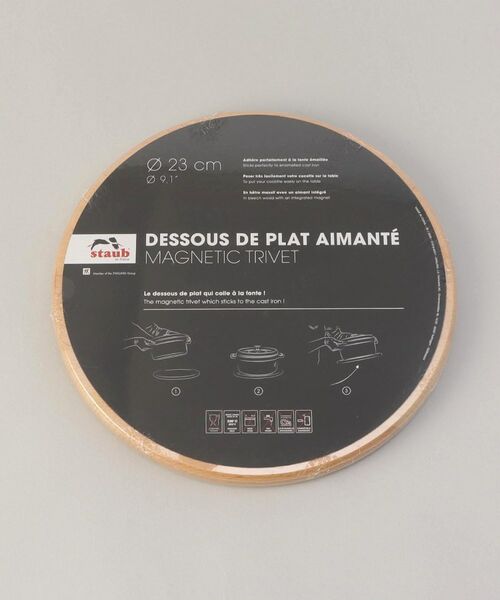 Ø 23 cm
Ø 9.1"
Adhère parfaitement à la fonte émaillée
Sticks perfectly to enameled cast iron
Poser très facilement votre cocotte sur la table
To put your cocotte easily on the table
En hêtre massif avec un aimant intégré
In beech wood with an integrated magnet
staub
DESSOUS DE PLAT AIMANTÉ
MAGNETIC TRIVET
Le dessous de plat qui colle à la fonte !
The magnetic trivet which sticks to the cast iron !
1
2
3